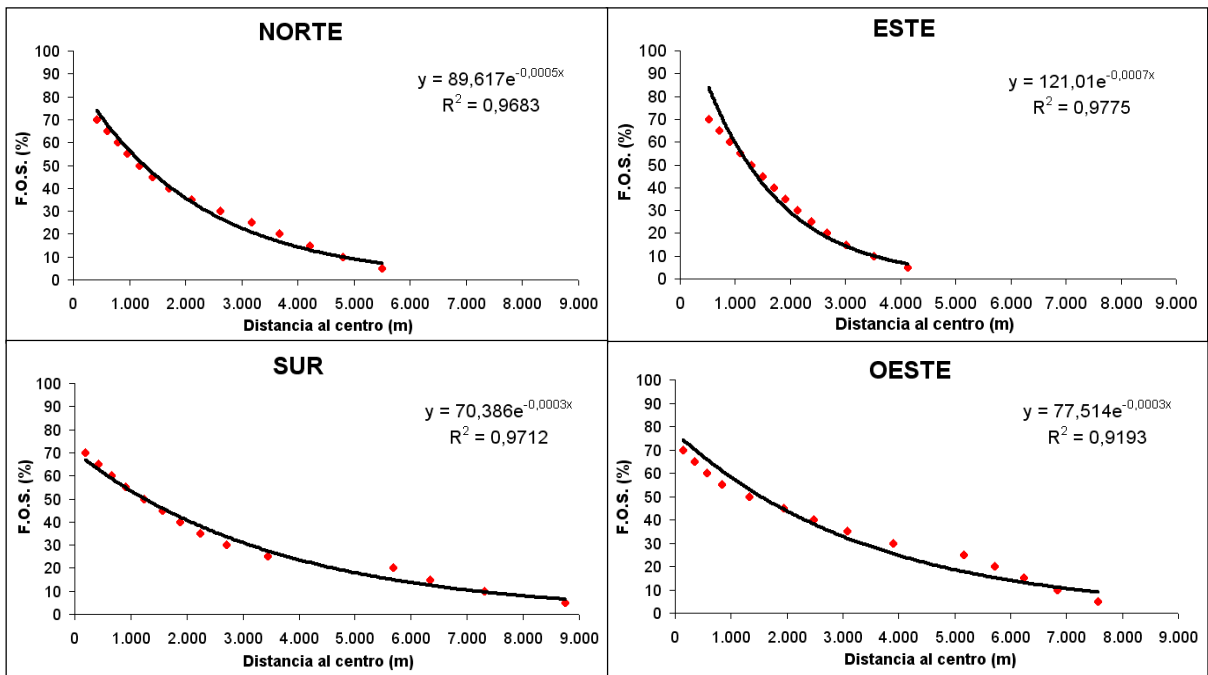 NORTE
y = 89,617e^-0,0005x
R² = 0,9683
F.O.S. (%)
100
90
80
70
60
50
40
30
20
10
0
0 1.000 2.000 3.000 4.000 5.000 6.000 7.000 8.000 9.000
Distancia al centro (m)
ESTE
y = 121,01e^-0,0007x
R² = 0,9775
F.O.S. (%)
100
90
80
70
60
50
40
30
20
10
0
0 1.000 2.000 3.000 4.000 5.000 6.000 7.000 8.000 9.000
Distancia al centro (m)
SUR
y = 70,386e^-0,0003x
R² = 0,9712
F.O.S. (%)
100
90
80
70
60
50
40
30
20
10
0
0 1.000 2.000 3.000 4.000 5.000 6.000 7.000 8.000 9.000
Distancia al centro (m)
OESTE
y = 77,514e^-0,0003x
R² = 0,9193
F.O.S. (%)
100
90
80
70
60
50
40
30
20
10
0
0 1.000 2.000 3.000 4.000 5.000 6.000 7.000 8.000 9.000
Distancia al centro (m)